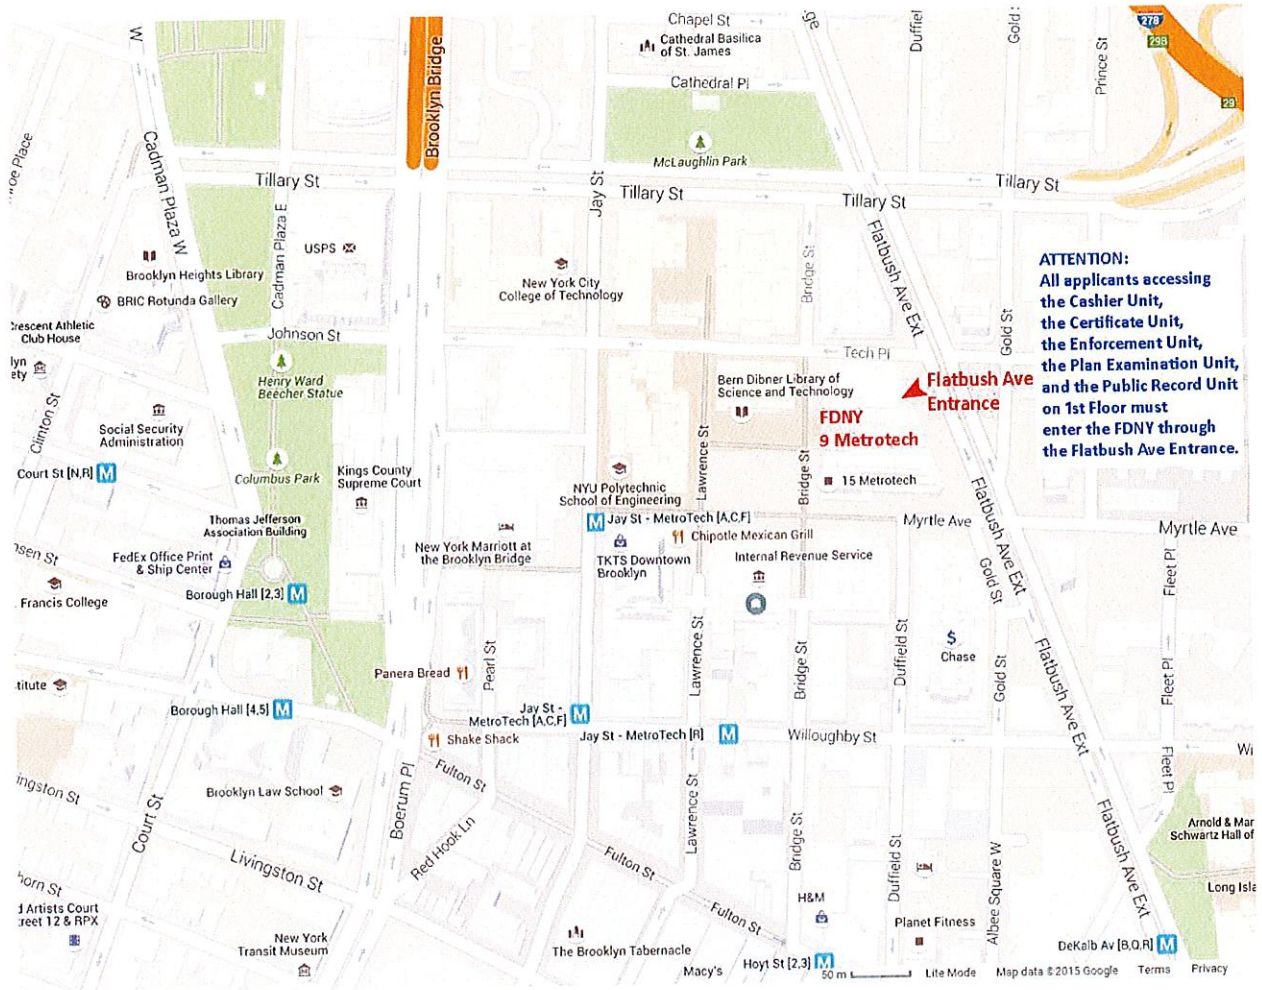 Chapel St
Cathedral Basilica
of St. James
Cathedral Pl
McLaughlin Park
Duffiel
Gold
Prince St
278
29B
29
W
Brooklyn Bridge
Cadman Plaza W
Tillary St
Tillary St
Tillary St
Tillary St
Jay St
Cadman Plaza E
USPS
Brooklyn Heights Library
BRIC Rotunda Gallery
New York City
College of Technology
Bridge St
Flatbush Ave Ext
Gold St
ATTENTION:
All applicants accessing
the Cashier Unit,
the Certificate Unit,
the Enforcement Unit,
the Plan Examination Unit,
and the Public Record Unit
on 1st Floor must
enter the FDNY through
the Flatbush Ave Entrance.
Crescent Athletic
Club House
Johnson St
Tech Pl
Henry Ward
Beecher Statue
Bern Dibner Library of
Science and Technology
Flatbush Ave
Entrance
FDNY
9 Metrotech
Clinton St
Social Security
Administration
Court St [N,R]
Columbus Park
Kings County
Supreme Court
Lawrence St
Bridge St
15 Metrotech
NYU Polytechnic
School of Engineering
Thomas Jefferson
Association Building
Jay St - MetroTech [A,C,F]
Myrtle Ave
Myrtle Ave
Flatbush Ave Ext
FedEx Office Print
& Ship Center
New York Marriott at
the Brooklyn Bridge
TKTS Downtown
Brooklyn
Chipotle Mexican Grill
Internal Revenue Service
Gold St
Fleet Pl
Francis College
Borough Hall [2,3]
Pearl St
Lawrence St
Bridge St
Duffield St
Chase
Gold St
Flatbush Ave Ext
Fleet Pl
Panera Bread
Borough Hall [4,5]
Jay St -
MetroTech [A,C,F]
Jay St - MetroTech [R]
Willoughby St
Shake Shack
Fulton St
Fleet Pl
Brooklyn Law School
Boerum Pl
Court St
Livingston St
Red Hook Ln
Fulton St
Lawrence St
Bridge St
Duffield St
Albee Square W
Flatbush Ave Ext
Arnold & Mar
Schwartz Hall of
Long Isla
Artists Court
Street 12 & RPX
New York
Transit Museum
The Brooklyn Tabernacle
Fulton St
H&M
Planet Fitness
Macy's
Hoyt St [2,3]
DeKalb Av [B,Q,R]
50 m
Lite Mode
Map data ©2015 Google
Terms
Privacy